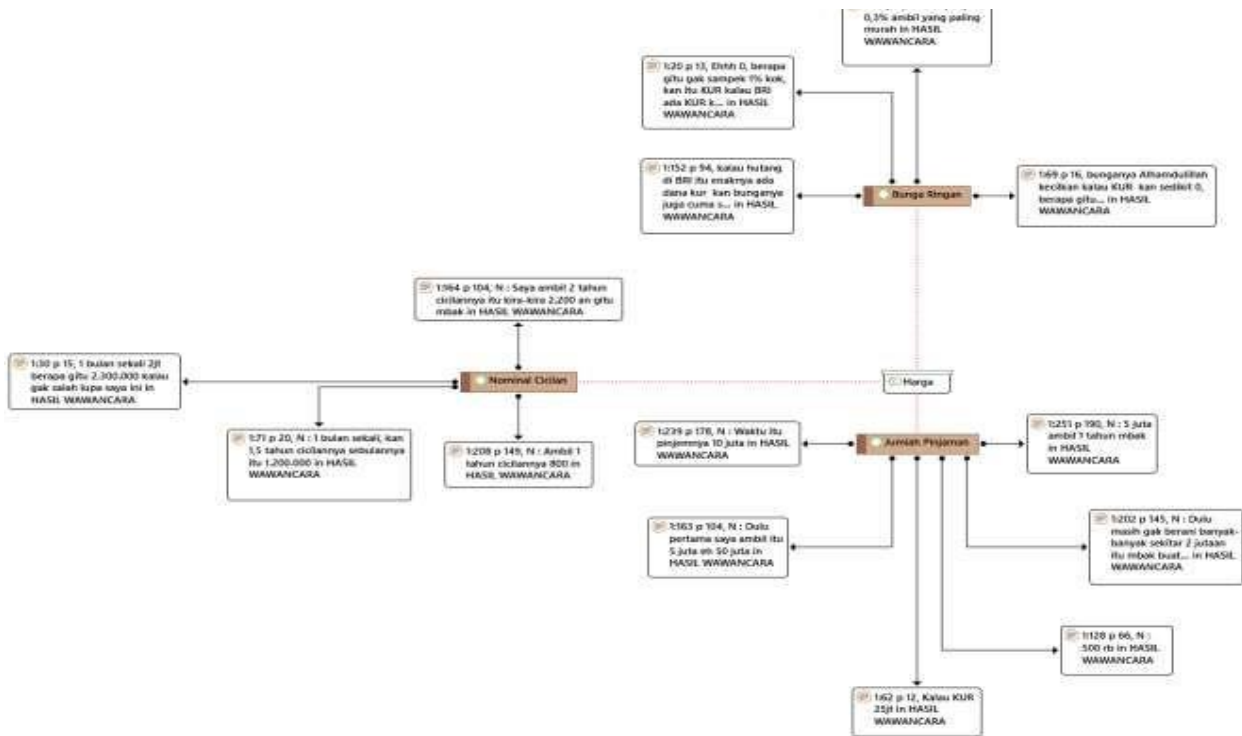 0,3% ambil yang paling
murah in HASIL
WAWANCARA
1:20 p 13, Ehhh 0, berapa
gitu gak sampek 1% kok,
kan itu KUR kalau BRI
ada KUR k... in HASIL
WAWANCARA
1:152 p 94, kalau hutang
di BRI itu enaknya ada
dana kur kan bunganya
juga cuma s... in HASIL
WAWANCARA
Bunga Ringan
1:69 p 16, bunganya Alhamdulillah
kecilkan kalau KUR kan sedikit 0,
berapa gitu... in HASIL
WAWANCARA
1:164 p 104, N : Saya ambil 2 tahun
cicilannya itu kira-kira 2.200 an gitu
mbak in HASIL WAWANCARA
1:30 p 15, 1 bulan sekali 2jt
berapa gitu 2.300.000 kalau
gak salah lupa saya ini in
HASIL WAWANCARA
Nominal Cicilan
Harga
1:71 p 20, N : 1 bulan sekali, kan
1,5 tahun cicilannya sebulannya
itu 1.200.000 in HASIL
WAWANCARA
1:208 p 149, N : Ambil 1
tahun cicilannya 800 in
HASIL WAWANCARA
1:239 p 178, N : Waktu itu
pinjemnya 10 juta in HASIL
WAWANCARA
Jumlah Pinjaman
1:251 p 190, N : 5 juta
ambil 1 tahun mbak in
HASIL WAWANCARA
1:163 p 104, N : Dulu
pertama saya ambil itu
5 juta eh 50 juta in
HASIL WAWANCARA
1:202 p 145, N : Dulu
masih gak berani banyak-
banyak sekitar 2 jutaan
itu mbak buat... in HASIL
WAWANCARA
1:128 p 66, N :
500 rb in HASIL
WAWANCARA
1:62 p 12, Kalau KUR
25jt in HASIL
WAWANCARA